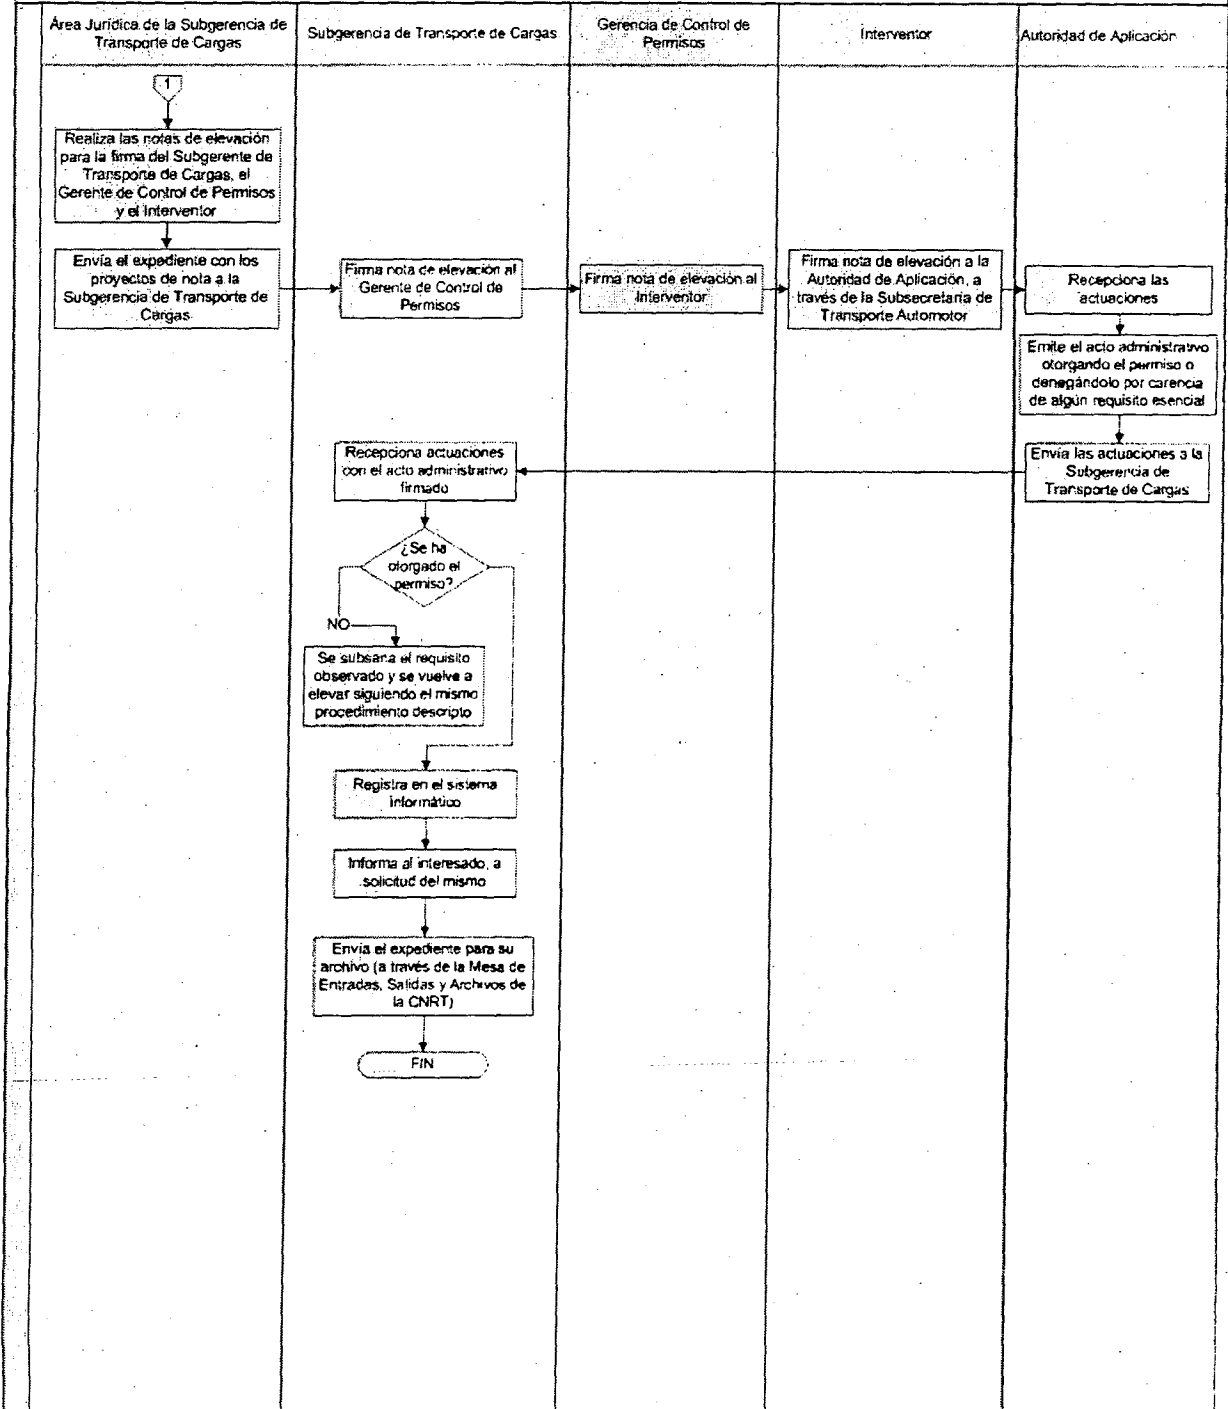 Área Jurídica de la Subgerencia de
Transporte de Cargas
Subgerencia de Transporte de Cargas
Gerencia de Control de
Permisos
Interventor
Autoridad de Aplicación
1
Realiza las notas de elevación
para la firma del Subgerente de
Transporte de Cargas, el
Gerente de Control de Permisos
y el Interventor
Envía el expediente con los
proyectos de nota a la
Subgerencia de Transporte de
Cargas
Firma nota de elevación al
Gerente de Control de
Permisos
Firma nota de elevación al
Interventor
Firma nota de elevación a la
Autoridad de Aplicación, a
través de la Subsecretaría de
Transporte Automotor
Recepciona las
actuaciones
Emite el acto administrativo
otorgando el permiso o
denegándolo por carencia
de algún requisito esencial
Envía las actuaciones a la
Subgerencia de
Transporte de Cargas
Recepciona actuaciones
con el acto administrativo
firmado
¿Se ha
otorgado el
permiso?
NO
Se subsana el requisito
observado y se vuelve a
elevar siguiendo el mismo
procedimiento descripto
Registra en el sistema
informático
Informa al interesado, a
solicitud del mismo
Envía el expediente para su
archivo (a través de la Mesa de
Entradas, Salidas y Archivos de
la CNRT)
FIN